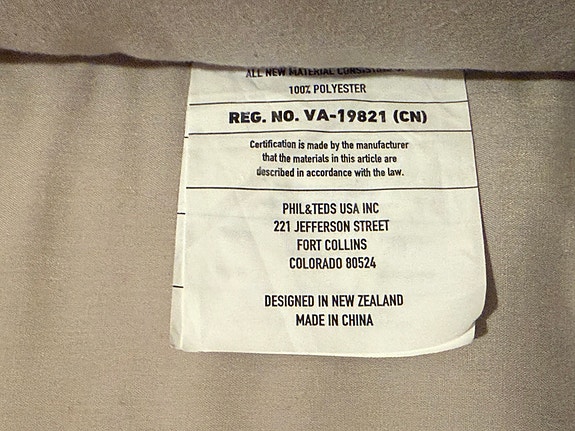 ALL NEW MATERIAL CONSISTING OF
100% POLYESTER
REG. NO. VA-19821 (CN)
Certification is made by the manufacturer
that the materials in this article are
described in accordance with the law.
PHIL&TEDS USA INC
221 JEFFERSON STREET
FORT COLLINS
COLORADO 80524
DESIGNED IN NEW ZEALAND
MADE IN CHINA